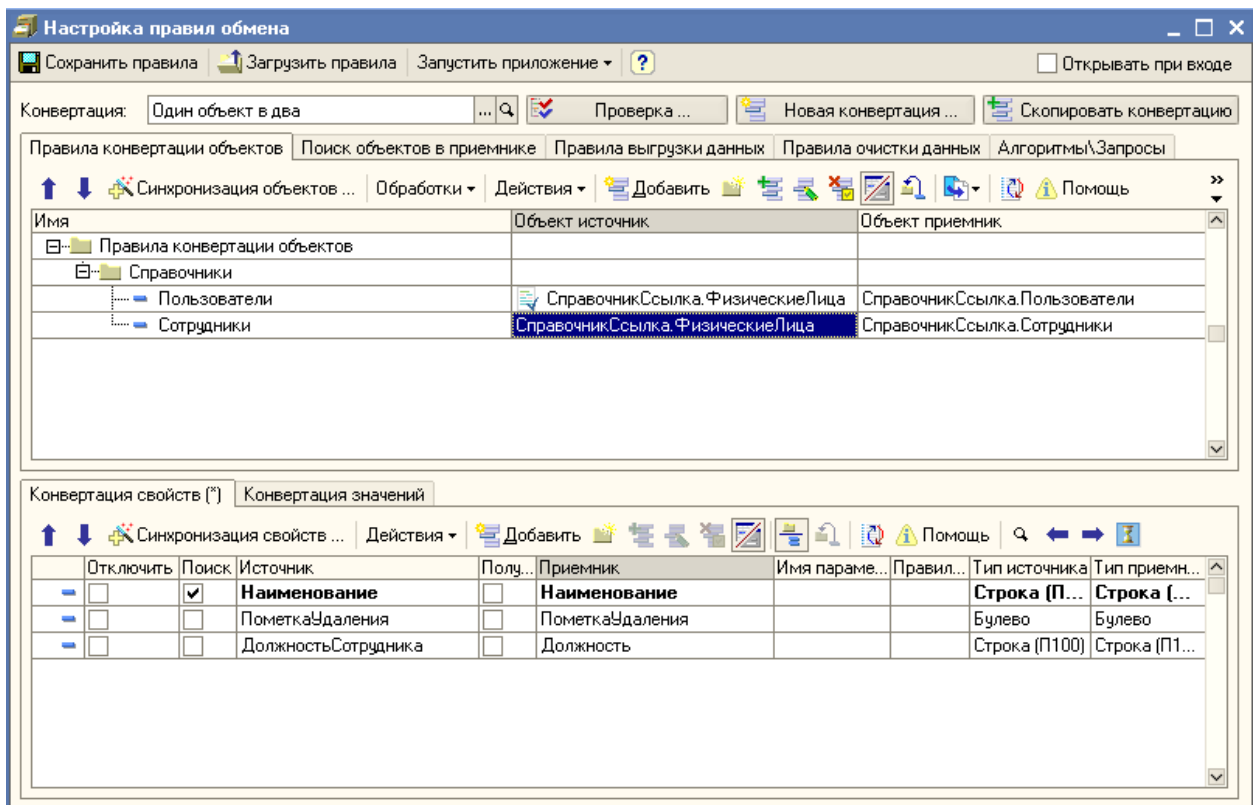 Настройка правил обмена
Сохранить правила Загрузить правила Запустить приложение ? Открывать при входе
Конвертация: Один объект в два ... Проверка ... Новая конвертация ... Скопировать конвертацию
Правила конвертации объектов Поиск объектов в приемнике Правила выгрузки данных Правила очистки данных Алгоритмы\Запросы
Синхронизация объектов ... Обработки Действия Добавить Помощь »
Имя Объект источник Объект приемник
Правила конвертации объектов
Справочники
Пользователи СправочникСсылка.ФизическиеЛица СправочникСсылка.Пользователи
Сотрудники СправочникСсылка.ФизическиеЛица СправочникСсылка.Сотрудники
Конвертация свойств (*) Конвертация значений
Синхронизация свойств ... Действия Добавить Помощь
Отключить Поиск Источник Полу... Приемник Имя параме... Правил... Тип источника Тип приемн...
Наименование Наименование Строка (П... Строка (...
ПометкаУдаления ПометкаУдаления Булево Булево
ДолжностьСотрудника Должность Строка (П100) Строка (П1...